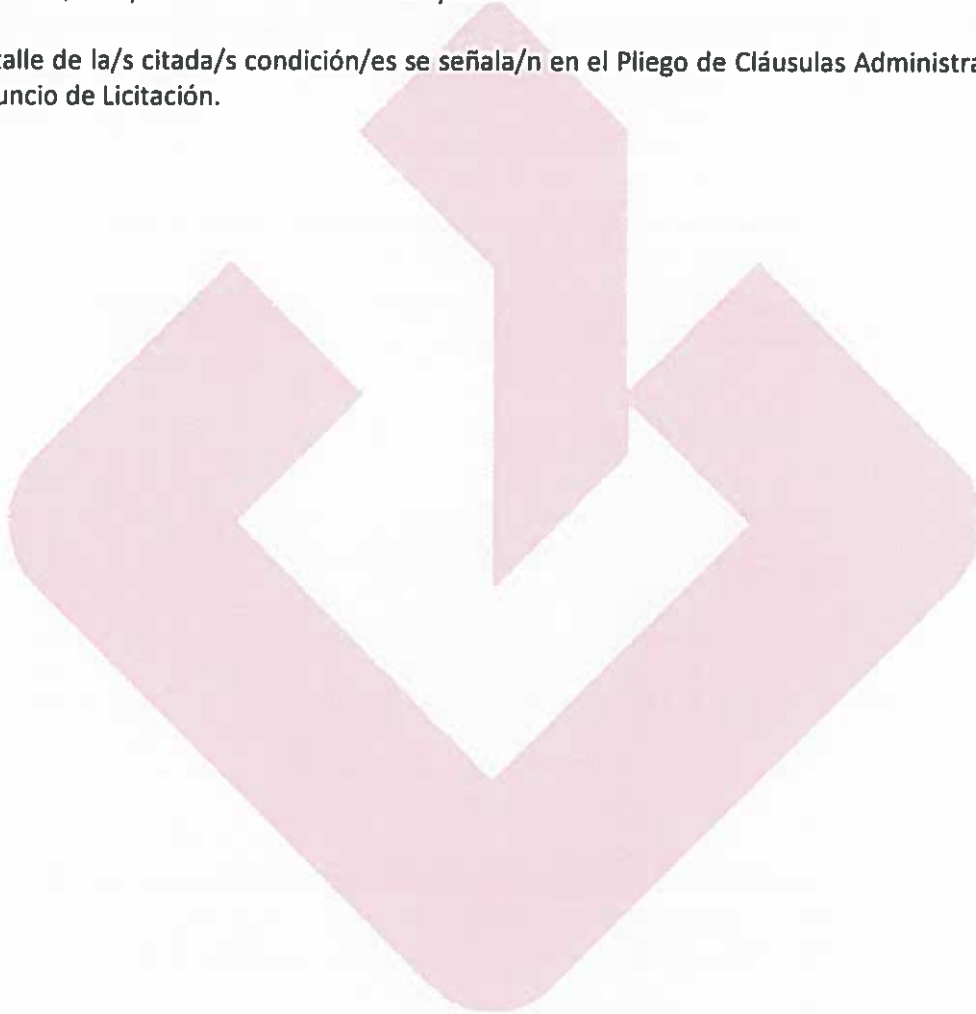 talle de la/s citada/s condición/es se señala/n en el Pliego de Cláusulas Administra
uncio de Licitación.